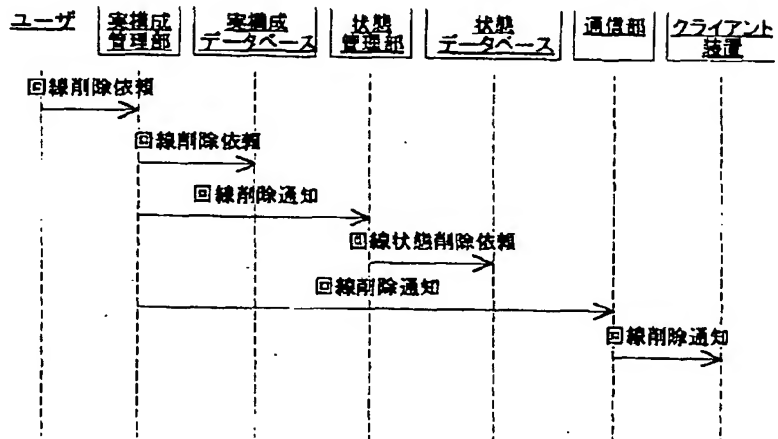 ユーザ
実構成
管理部
実構成
データベース
状態
管理部
状態
データベース
通信部
クライアント
装置
回線削除依頼
回線削除依頼
回線削除通知
回線状態削除依頼
回線削除通知
回線削除通知